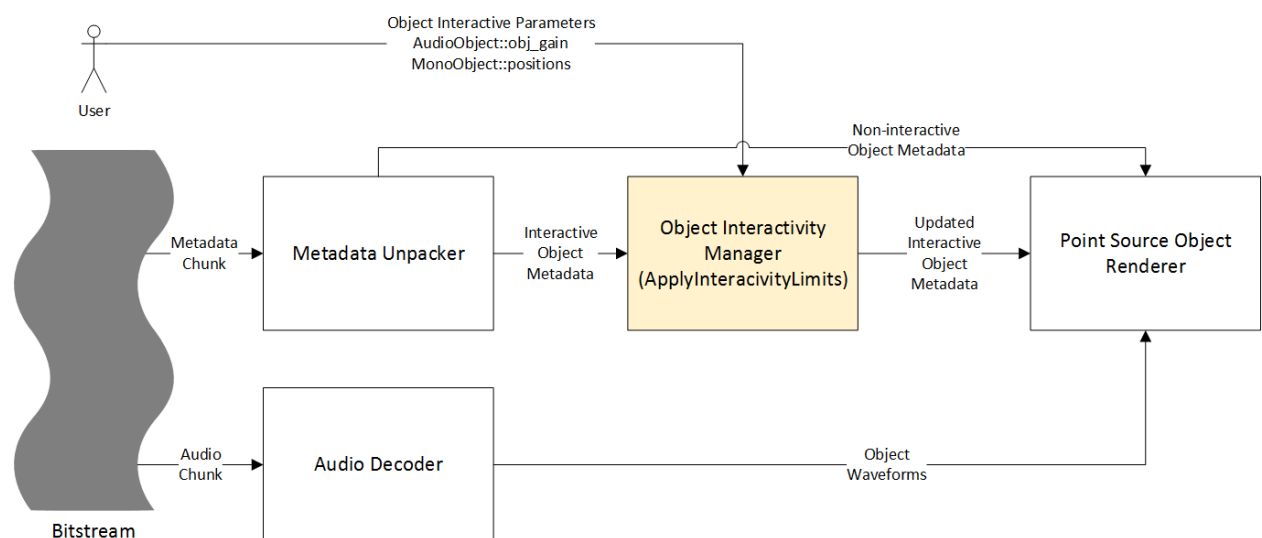 Object Interactive Parameters
AudioObject::obj_gain
MonoObject::positions
User
Non-interactive
Object Metadata
Metadata
Chunk
Metadata Unpacker
Interactive
Object
Metadata
Object Interactivity
Manager
(ApplyInteracivityLimits)
Updated
Interactive
Object
Metadata
Point Source Object
Renderer
Audio
Chunk
Audio Decoder
Object
Waveforms
Bitstream